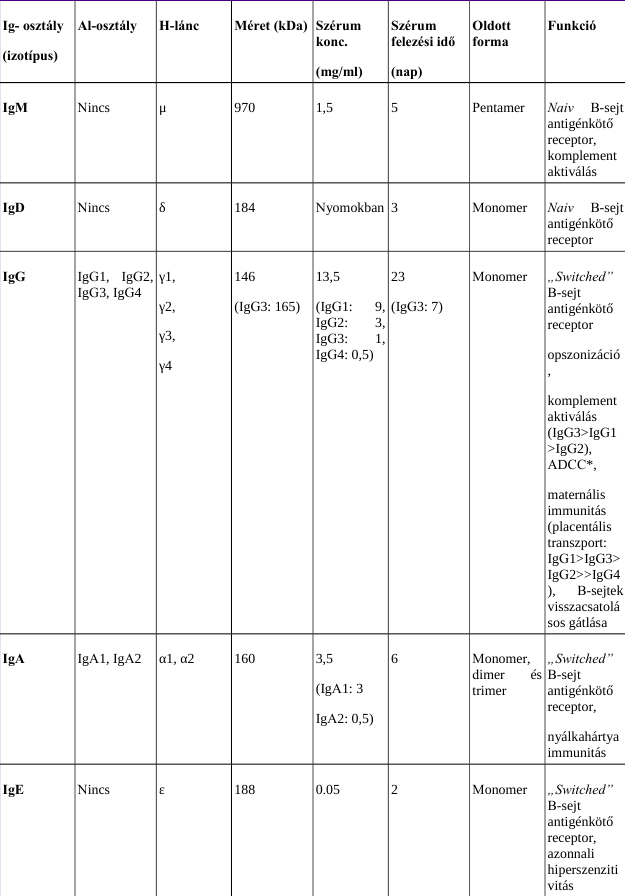 Ig- osztály
(izotípus)
Al-osztály
H-lánc
Méret (kDa)
Szérum
konc.
(mg/ml)
Szérum
felezési idő
(nap)
Oldott
forma
Funkció
IgM
Nincs
μ
970
1,5
5
Pentamer
Naiv B-sejt
antigénkötő
receptor,
komplement
aktiválás
IgD
Nincs
δ
184
Nyomokban
3
Monomer
Naiv B-sejt
antigénkötő
receptor
IgG
IgG1, IgG2,
IgG3, IgG4
γ1,
γ2,
γ3,
γ4
146
(IgG3: 165)
13,5
(IgG1: 9,
IgG2: 3,
IgG3: 1,
IgG4: 0,5)
23
(IgG3: 7)
Monomer
„Switched”
B-sejt
antigénkötő
receptor
opszonizáció
,
komplement
aktiválás
(IgG3>IgG1
>IgG2),
ADCC*,
maternális
immunitás
(placentális
transzport:
IgG1>IgG3>
IgG2>>IgG4
), B-sejtek
visszacsatolá
sos gátlása
IgA
IgA1, IgA2
α1, α2
160
3,5
(IgA1: 3
IgA2: 0,5)
6
Monomer,
dimer és
trimer
„Switched”
B-sejt
antigénkötő
receptor,
nyálkahártya
immunitás
IgE
Nincs
ε
188
0.05
2
Monomer
„Switched”
B-sejt
antigénkötő
receptor,
azonnali
hiperszenziti
vitás